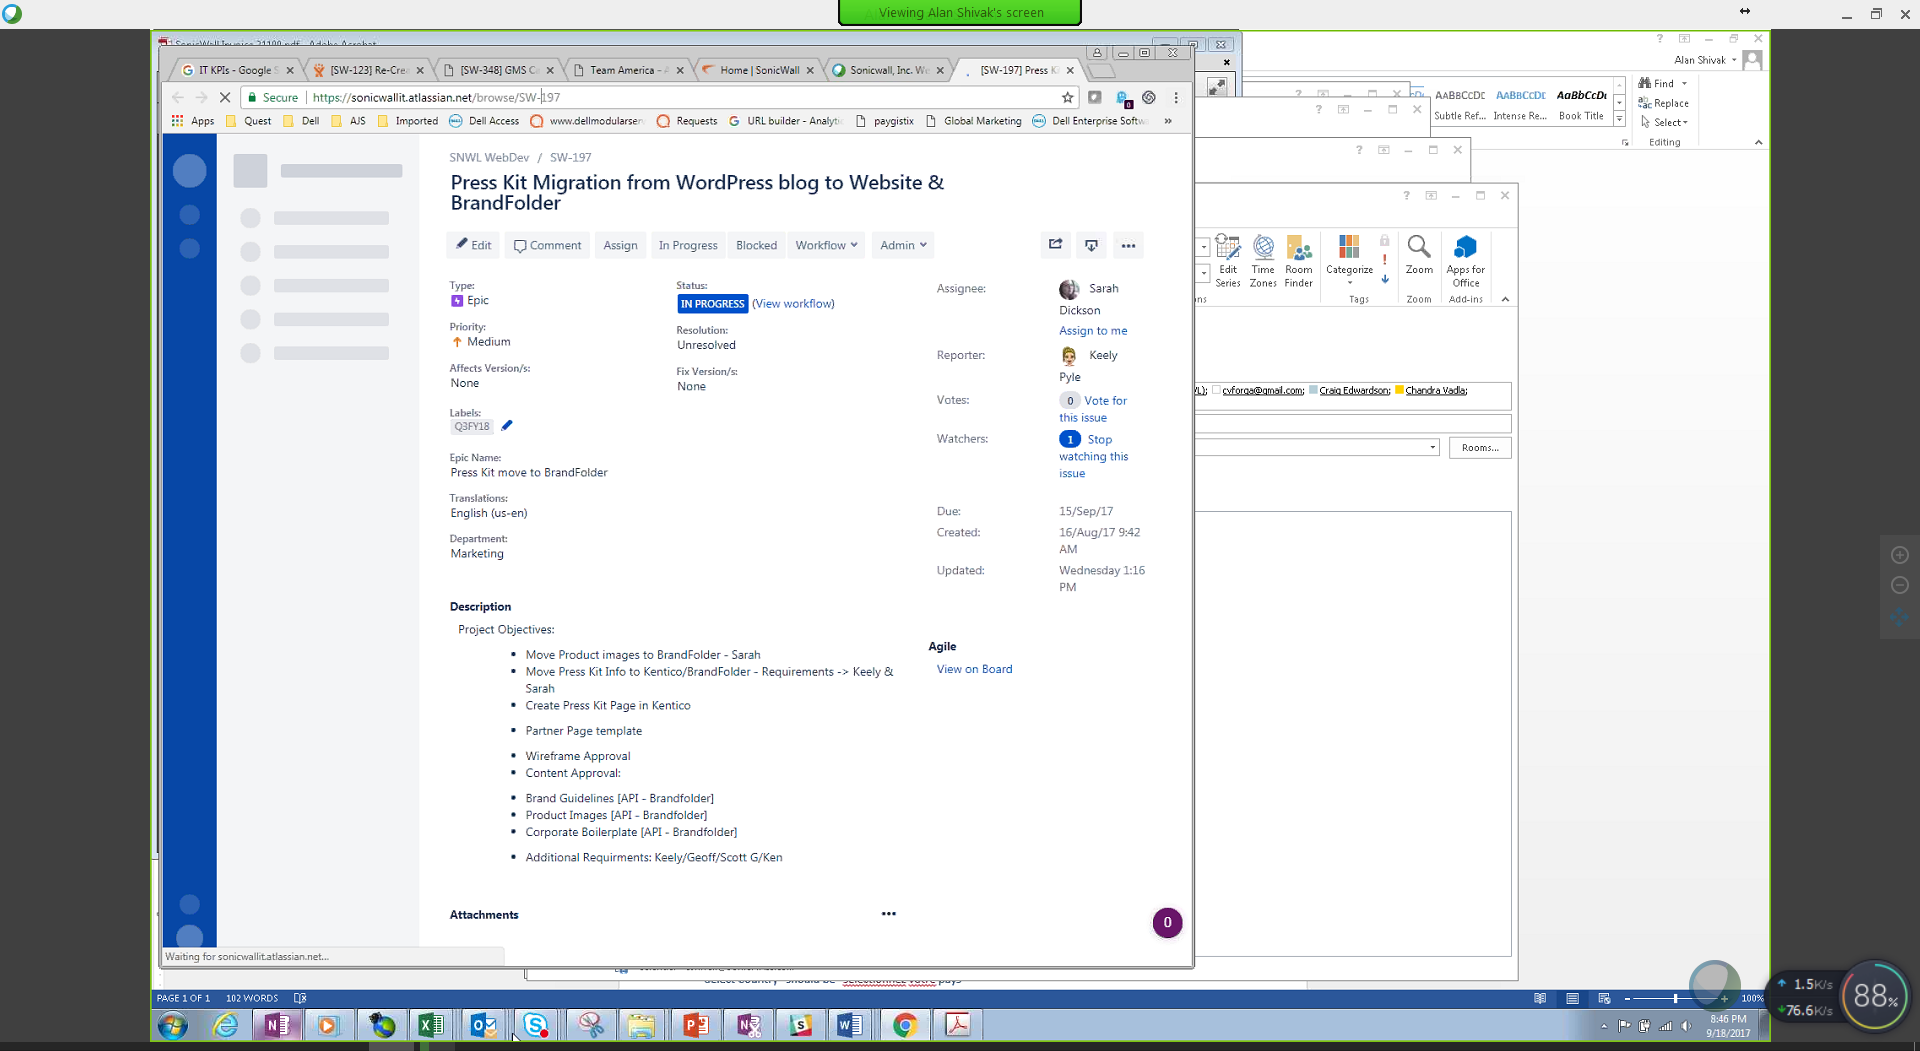 Viewing Alan Shivak's screen
SonicWall Invoice 21100.pdf - Adobe Acrobat
IT KPIs - Google S
[SW-123] Re-Crea
[SW-348] GMS C
Team America -
Home | SonicWall
Sonicwall, Inc. We
[SW-197] Press K
Secure
https://sonicwallit.atlassian.net/browse/SW-197
Apps
Quest
Dell
AJS
Imported
Dell Access
www.dellmodularserv
Requests
URL builder - Analytic
paygistix
Global Marketing
Dell Enterprise Softwa
»
Alan Shivak
Find
Replace
Select
Editing
AABBCCDC
AABBCCDC
AaBbCcDc
Subtle Ref...
Intense Re...
Book Title
SNWL WebDev / SW-197
Press Kit Migration from WordPress blog to Website &
BrandFolder
Edit
Comment
Assign
In Progress
Blocked
Workflow
Admin
Type:
Epic
Priority:
Medium
Affects Version/s:
None
Labels:
Q3FY18
Epic Name:
Press Kit move to BrandFolder
Translations:
English (us-en)
Department:
Marketing
Status:
IN PROGRESS (View workflow)
Resolution:
Unresolved
Fix Version/s:
None
Assignee:
Sarah
Dickson
Assign to me
Reporter:
Keely
Pyle
Votes:
0 Vote for
this issue
Watchers:
1 Stop
watching this
issue
Due:
15/Sep/17
Created:
16/Aug/17 9:42
AM
Updated:
Wednesday 1:16
PM
Description
Project Objectives:
• Move Product images to BrandFolder - Sarah
• Move Press Kit Info to Kentico/BrandFolder - Requirements -> Keely &
Sarah
• Create Press Kit Page in Kentico
• Partner Page template
• Wireframe Approval
• Content Approval:
• Brand Guidelines [API - Brandfolder]
• Product Images [API - Brandfolder]
• Corporate Boilerplate [API - Brandfolder]
• Additional Requirments: Keely/Geoff/Scott G/Ken
Agile
View on Board
Attachments
0
Waiting for sonicwallit.atlassian.net...
Edit
Series
Time
Zones
Room
Finder
Categorize
Tags
Zoom
Zoom
Apps for
Office
Add-ins
cvforga@gmail.com;
Craig Edwardson;
Chandra Vadla;
Rooms...
PAGE 1 OF 1
102 WORDS
100%
1.5K/s
76.6K/s
88%
8:46 PM
9/18/2017